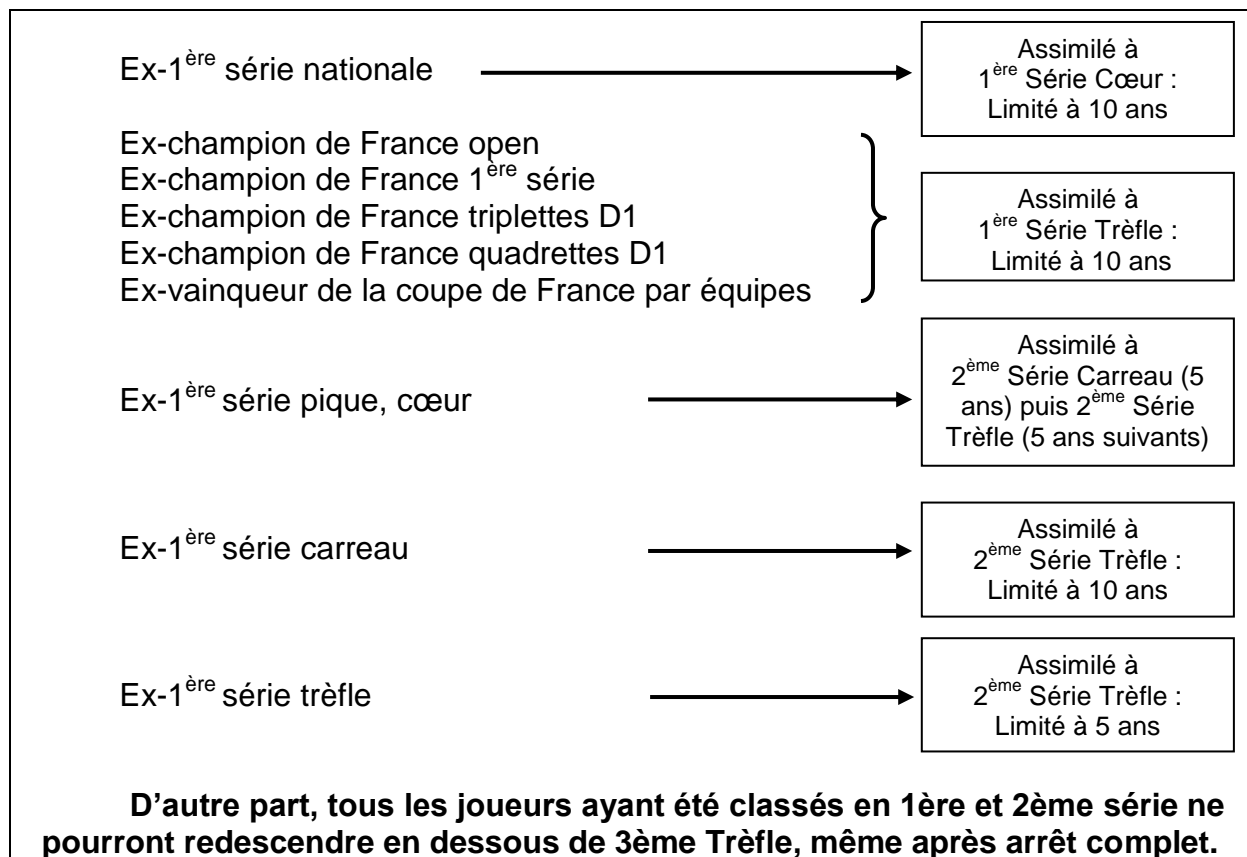 Ex-1ère série nationale
Assimilé à
1ère Série Cœur :
Limité à 10 ans
Ex-champion de France open
Ex-champion de France 1ère série
Ex-champion de France triplettes D1
Ex-champion de France quadrettes D1
Ex-vainqueur de la coupe de France par équipes
Assimilé à
1ère Série Trèfle :
Limité à 10 ans
Ex-1ère série pique, cœur
Assimilé à
2ème Série Carreau (5
ans) puis 2ème Série
Trèfle (5 ans suivants)
Ex-1ère série carreau
Assimilé à
2ème Série Trèfle :
Limité à 10 ans
Ex-1ère série trèfle
Assimilé à
2ème Série Trèfle :
Limité à 5 ans
D’autre part, tous les joueurs ayant été classés en 1ère et 2ème série ne
pourront redescendre en dessous de 3ème Trèfle, même après arrêt complet.